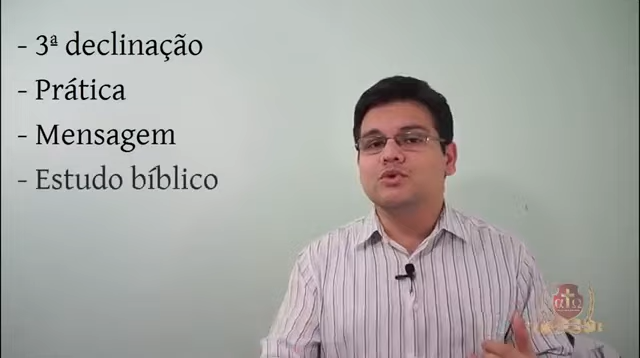 - 3ª declinação
- Prática
- Mensagem
- Estudo bíblico